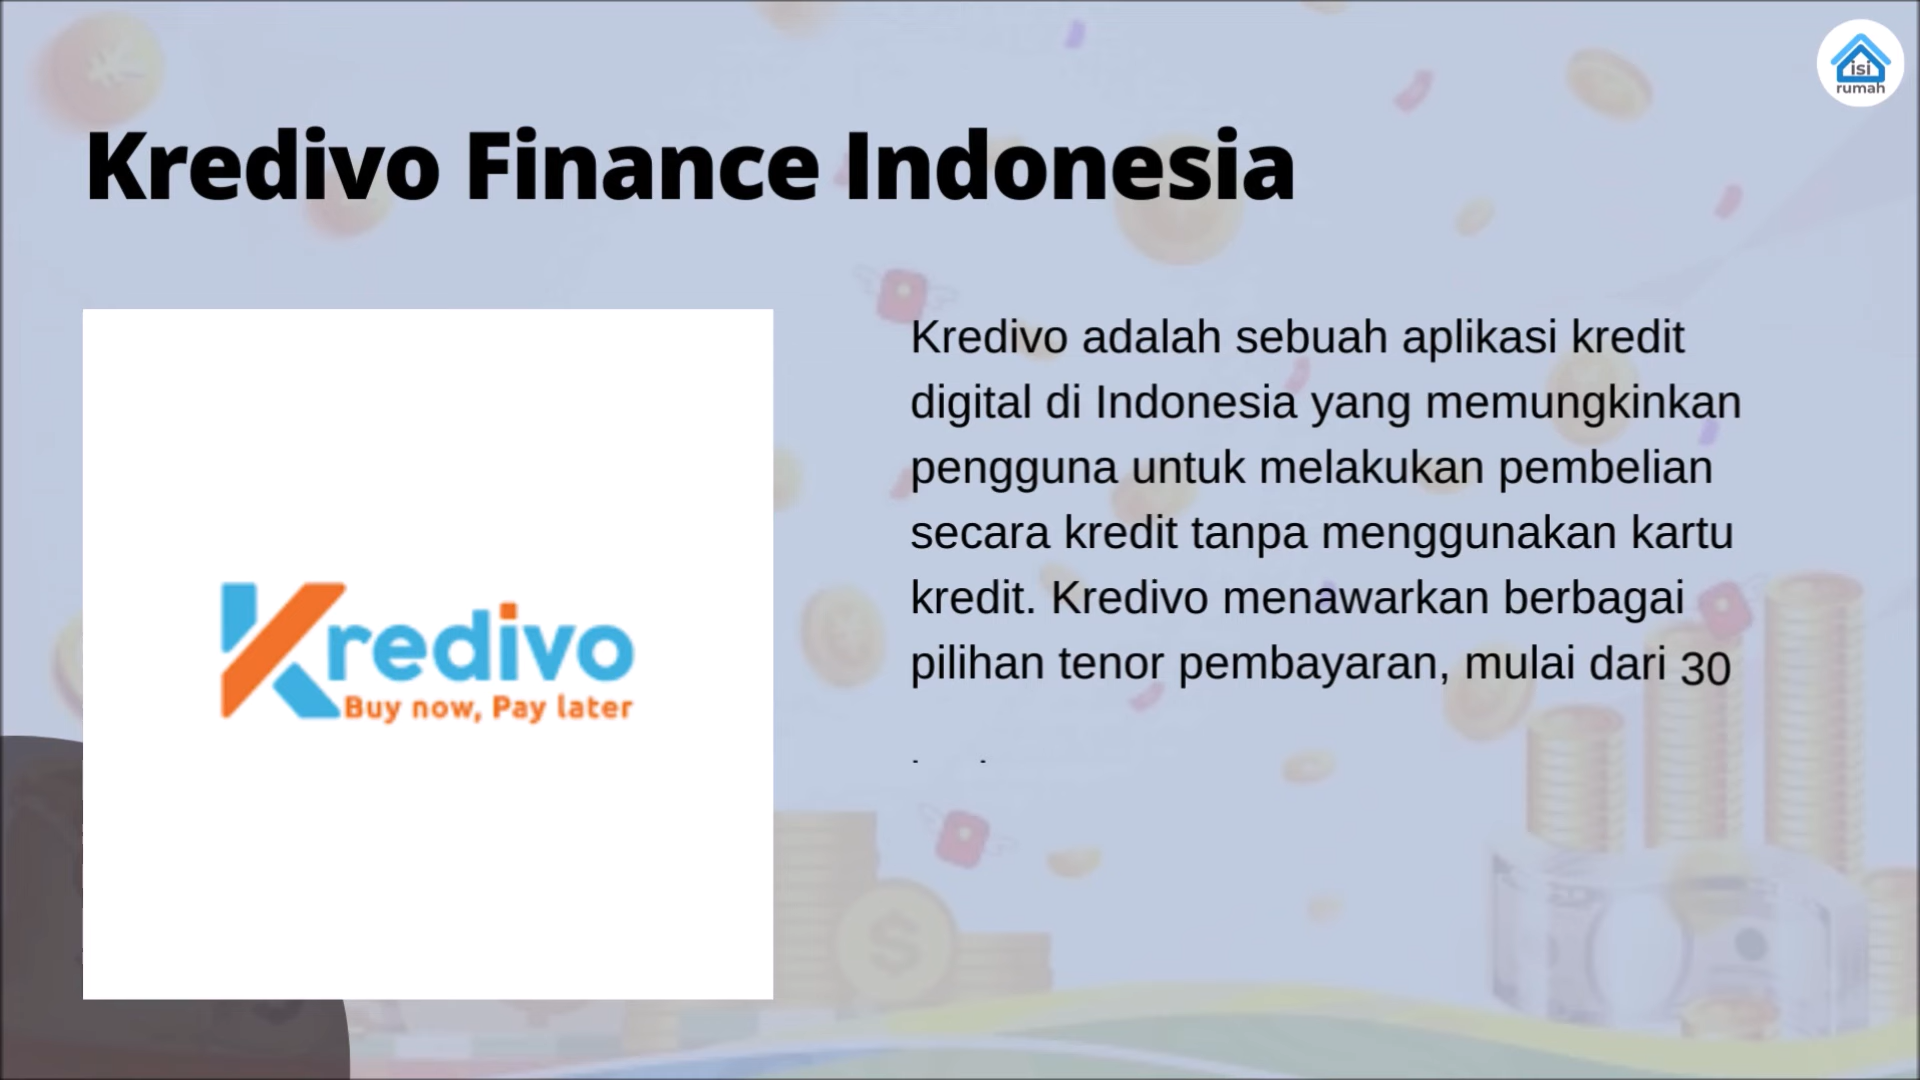 isi
rumah
Kredivo Finance Indonesia
Kredivo adalah sebuah aplikasi kredit
digital di Indonesia yang memungkinkan
pengguna untuk melakukan pembelian
secara kredit tanpa menggunakan kartu
kredit. Kredivo menawarkan berbagai
pilihan tenor pembayaran, mulai dari 30
Kredivo
Buy now, Pay later